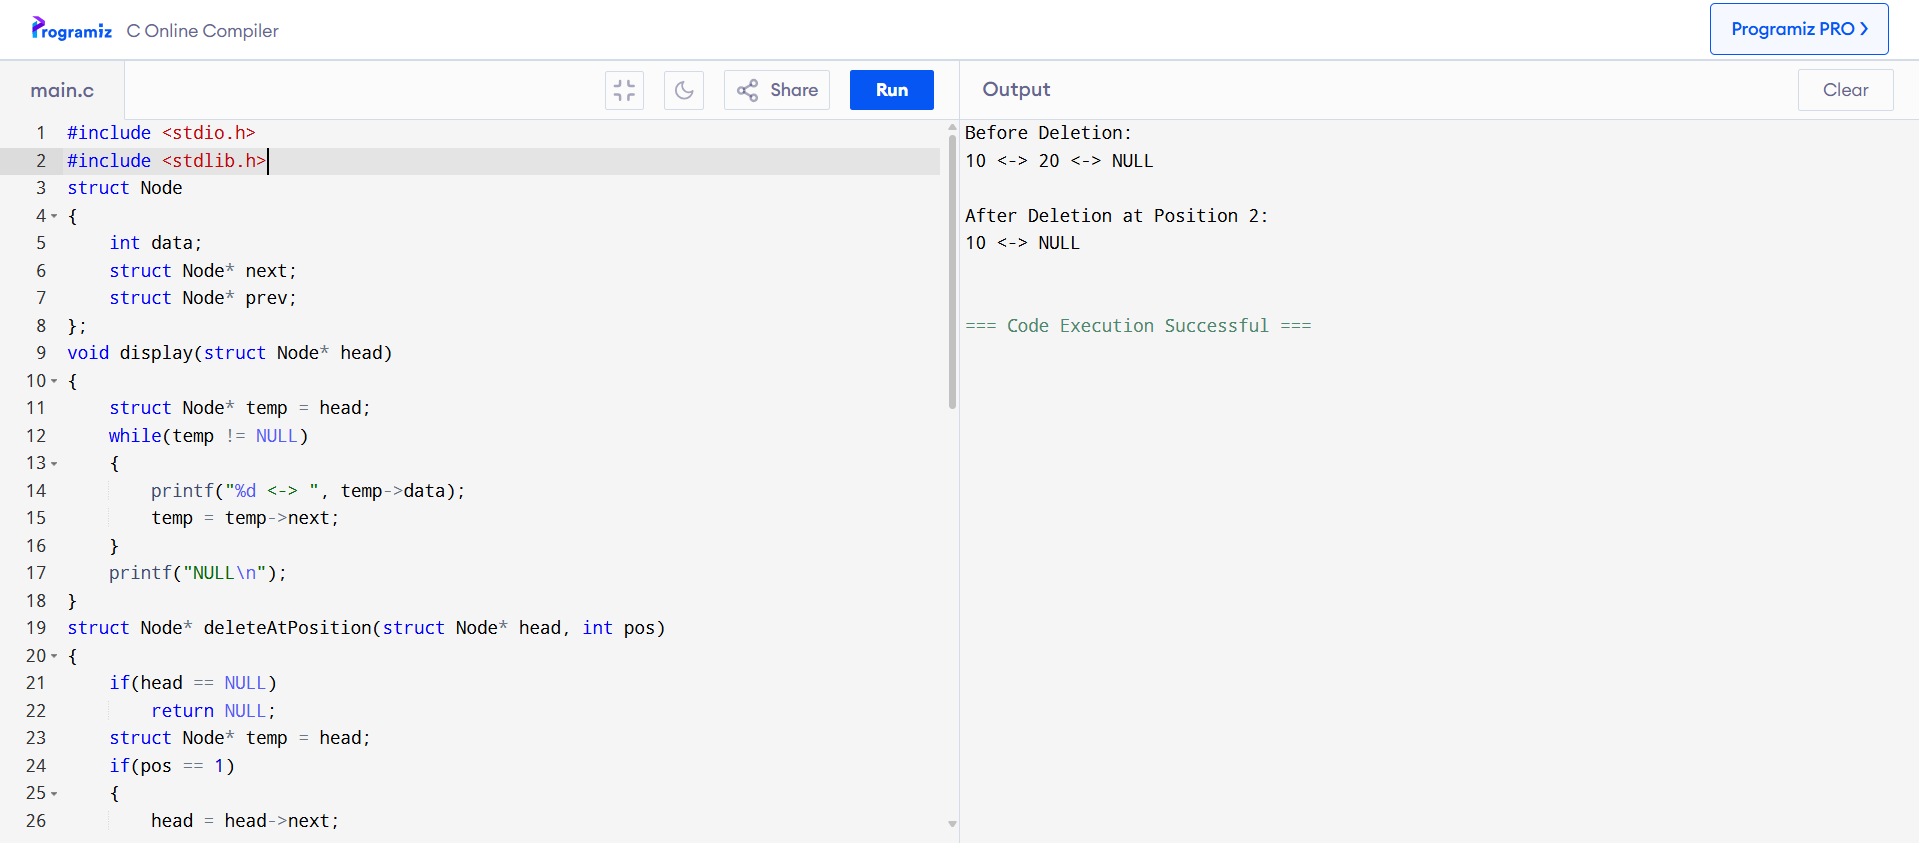 Programiz C Online Compiler
Programiz PRO
main.c
Share
Run
Output
Clear
1 #include <stdio.h>
2 #include <stdlib.h>
3 struct Node
4 {
5     int data;
6     struct Node* next;
7     struct Node* prev;
8 };
9 void display(struct Node* head)
10 {
11     struct Node* temp = head;
12     while(temp != NULL)
13     {
14         printf("%d <-> ", temp->data);
15         temp = temp->next;
16     }
17     printf("NULL\n");
18 }
19 struct Node* deleteAtPosition(struct Node* head, int pos)
20 {
21     if(head == NULL)
22         return NULL;
23     struct Node* temp = head;
24     if(pos == 1)
25     {
26         head = head->next;
Before Deletion:
10 <-> 20 <-> NULL
After Deletion at Position 2:
10 <-> NULL
=== Code Execution Successful ===